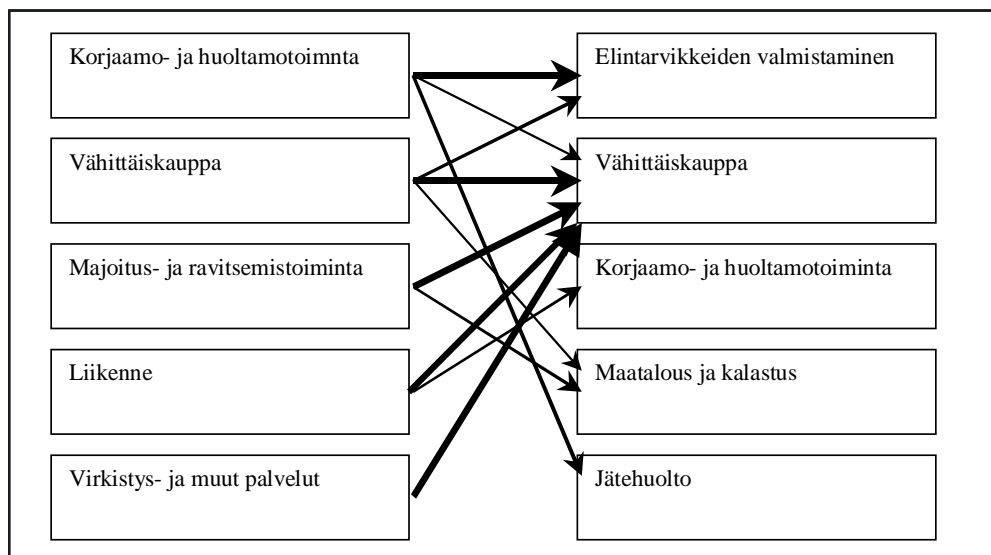 Korjaamo- ja huoltamotoimnta
Elintarvikkeiden valmistaminen
Vähittäiskauppa
Vähittäiskauppa
Majoitus- ja ravitsemistoiminta
Korjaamo- ja huoltamotoiminta
Liikenne
Maatalous ja kalastus
Virkistys- ja muut palvelut
Jätehuolto